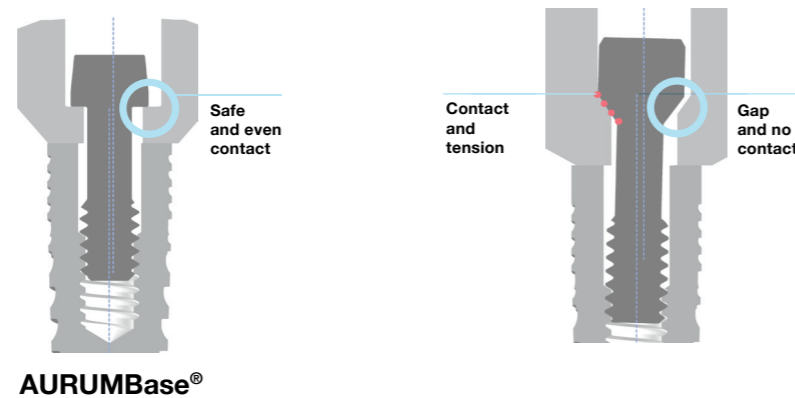 Safe
and even
contact
Contact
and
tension
Gap
and no
contact
AURUMBase®